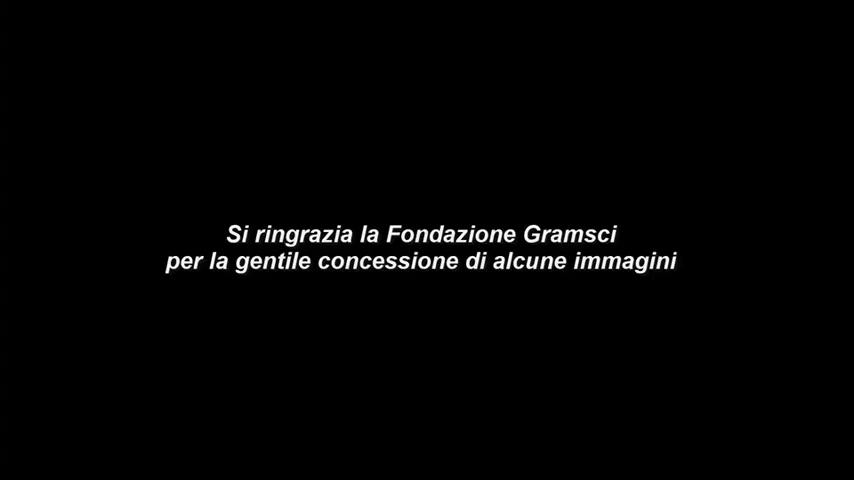 Si ringrazia la Fondazione Gramsci
per la gentile concessione di alcune immagini